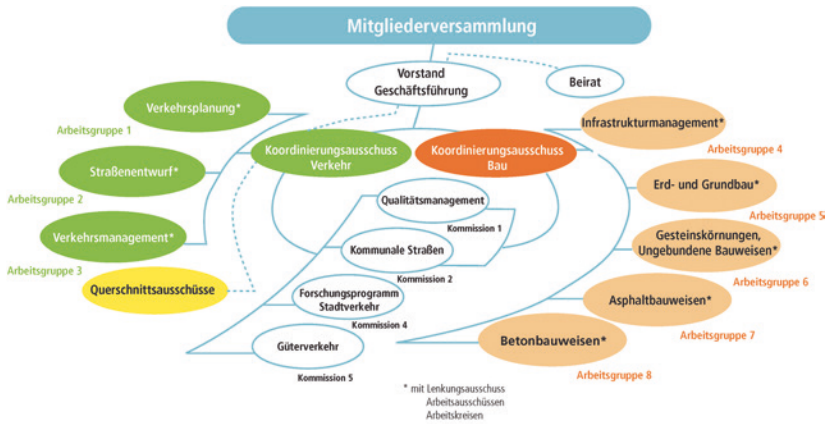 Mitgliederversammlung
Vorstand
Geschäftsführung
Beirat
Verkehrsplanung*
Arbeitsgruppe 1
Straßenentwurf*
Arbeitsgruppe 2
Verkehrsmanagement*
Arbeitsgruppe 3
Querschnittsausschüsse
Koordinierungsausschuss
Verkehr
Koordinierungsausschuss
Bau
Qualitätsmanagement
Kommission 1
Kommunale Straßen
Kommission 2
Forschungsprogramm
Stadtverkehr
Kommission 4
Güterverkehr
Kommission 5
Infrastrukturmanagement*
Arbeitsgruppe 4
Erd- und Grundbau*
Arbeitsgruppe 5
Gesteinskörnungen,
Ungebundene Bauweisen*
Arbeitsgruppe 6
Asphaltbauweisen*
Arbeitsgruppe 7
Betonbauweisen*
Arbeitsgruppe 8
* mit Lenkungsausschuss
Arbeitsausschüssen
Arbeitskreisen